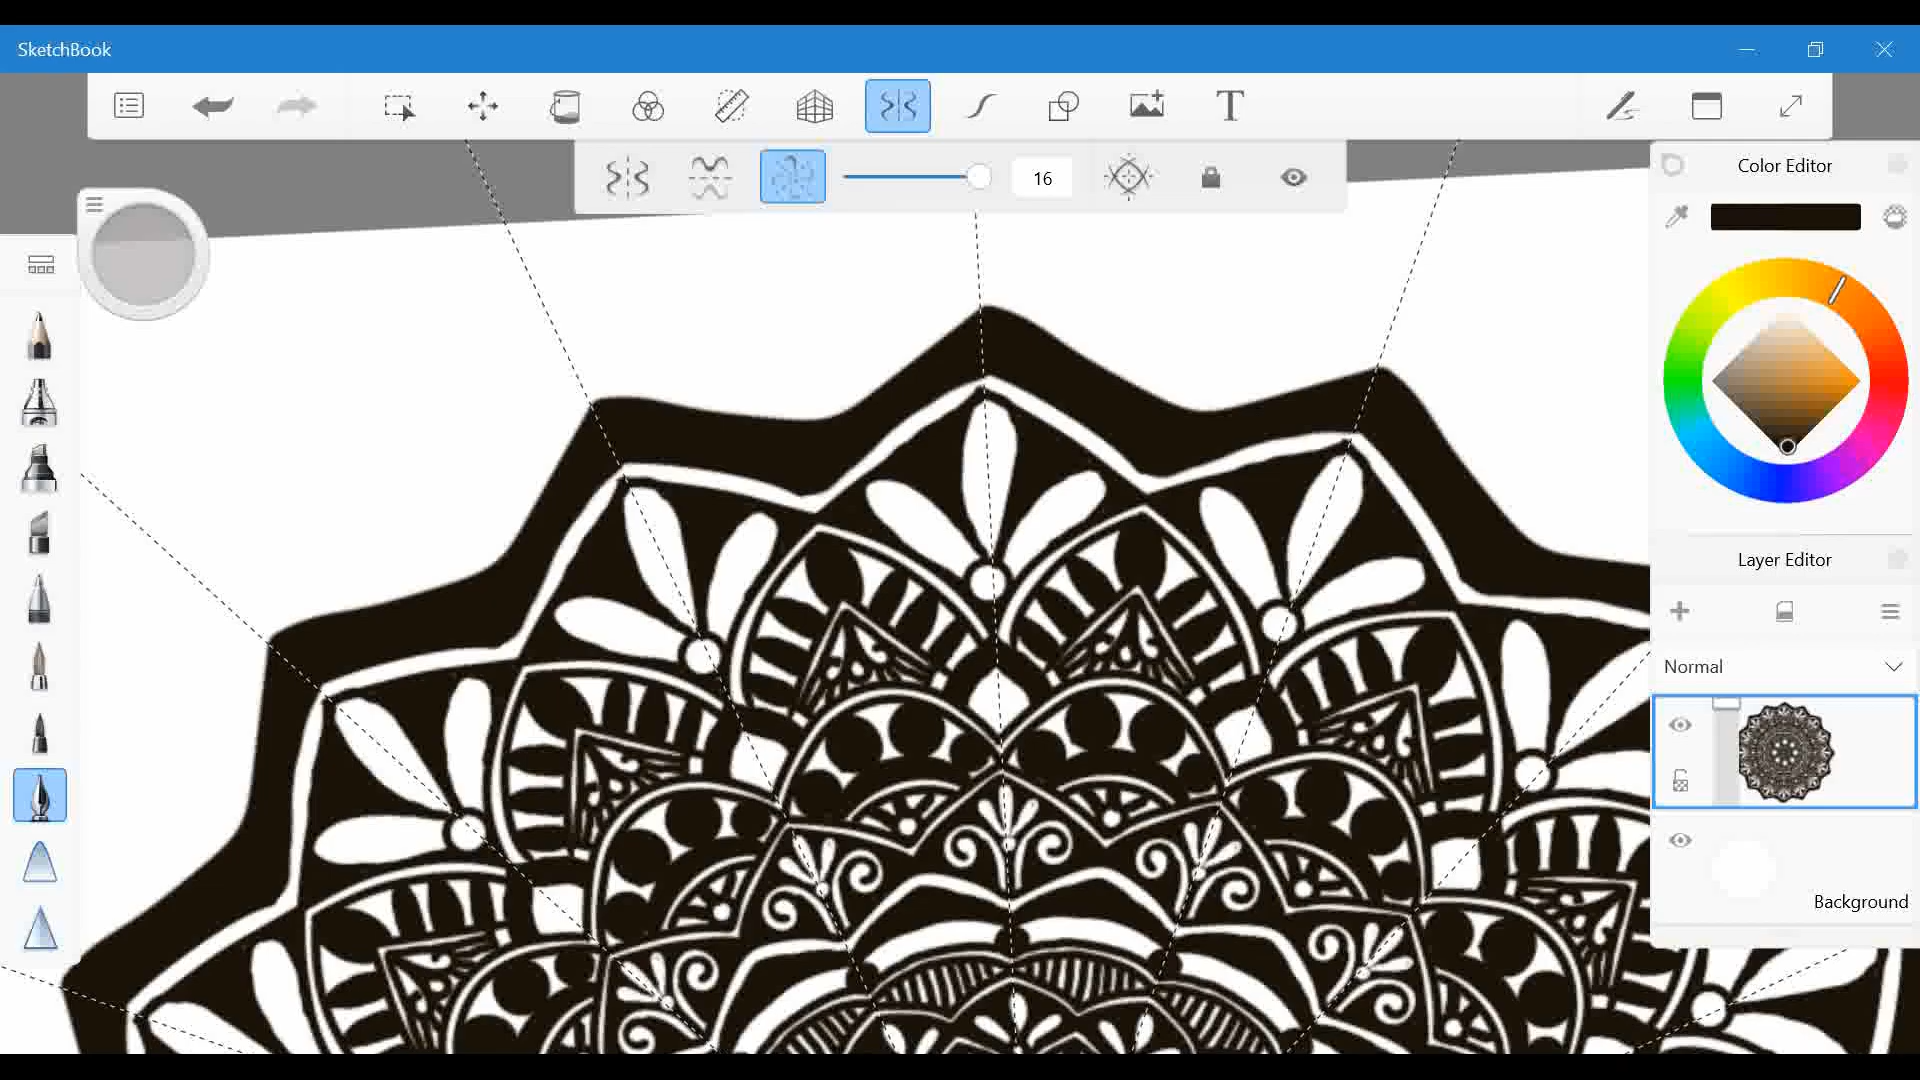 SketchBook
T
16
Color Editor
Layer Editor
Normal
Background